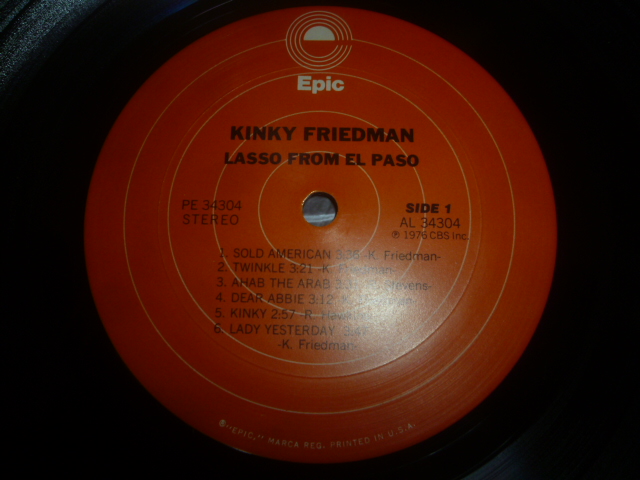 Epic
KINKY FRIEDMAN
LASSO FROM EL PASO
PE 34304
STEREO
SIDE 1
AL 34304
℗ 1976 CBS Inc.
1. SOLD AMERICAN -K. Friedman-
2. TWINKLE 3:21 -K. Friedman-
3. AHAB THE ARAB
4. DEAR ABBIE 3:12
5. KINKY 2:57 -R.
6. LADY YESTERDAY
-K. Friedman-
"EPIC," MARCA REG. PRINTED IN U.S.A.